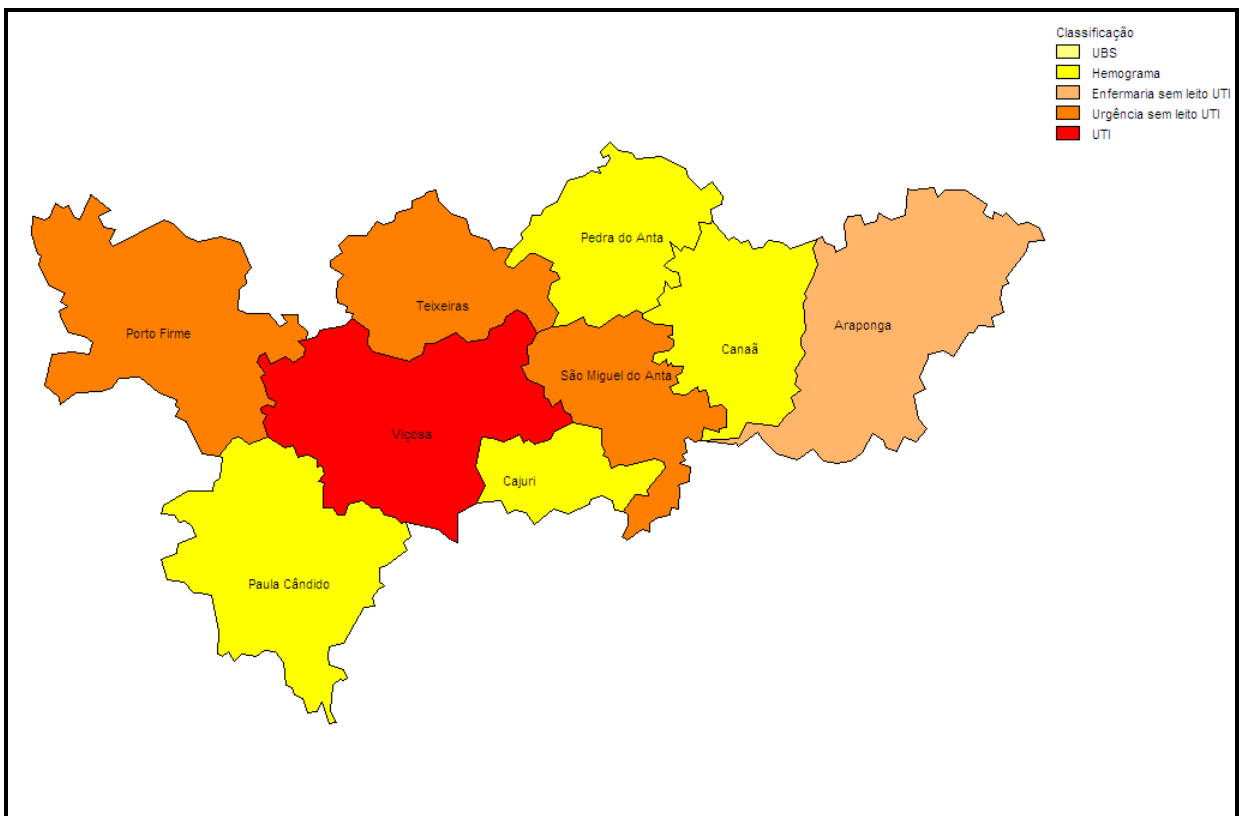 Classificação
UBS
Hemograma
Enfermaria sem leito UTI
Urgência sem leito UTI
UTI
Pedra do Anta
Teixeiras
Araponga
Porto Firme
Canaã
São Miguel do Anta
Viçosa
Cajuri
Paula Cândido